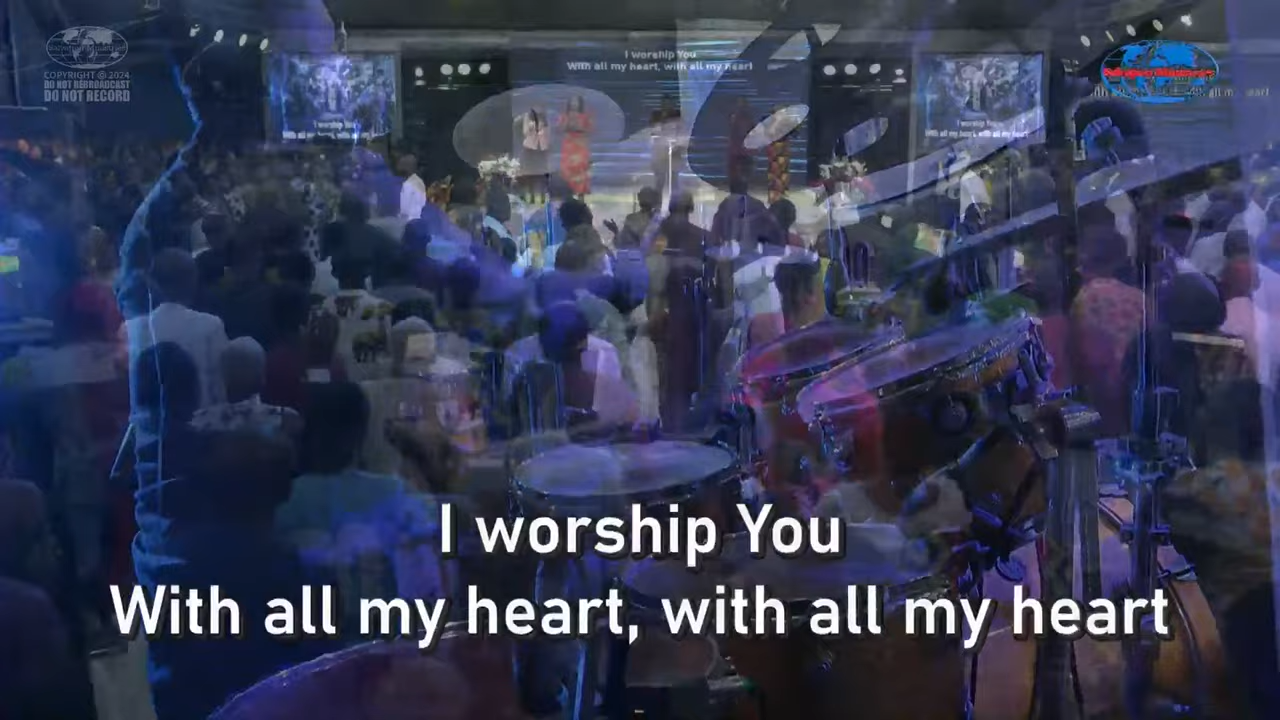 COPYRIGHT © 2024
DO NOT REBROADCAST
DO NOT RECORD
I worship You
With all my heart, with all my heart
I worship You
With all my heart, with all my heart
I worship You
With all my heart, with all my heart